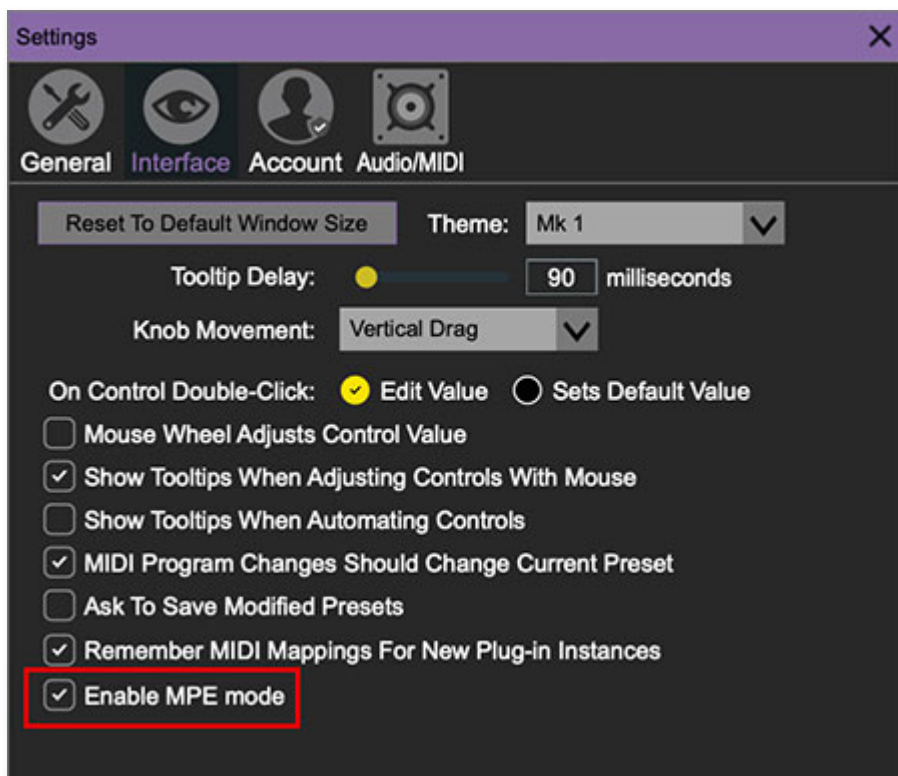 Settings
General Interface Account Audio/MIDI
Reset To Default Window Size Theme: Mk 1
Tooltip Delay: 90 milliseconds
Knob Movement: Vertical Drag
On Control Double-Click: Edit Value Sets Default Value
Mouse Wheel Adjusts Control Value
Show Tooltips When Adjusting Controls With Mouse
Show Tooltips When Automating Controls
MIDI Program Changes Should Change Current Preset
Ask To Save Modified Presets
Remember MIDI Mappings For New Plug-in Instances
Enable MPE mode